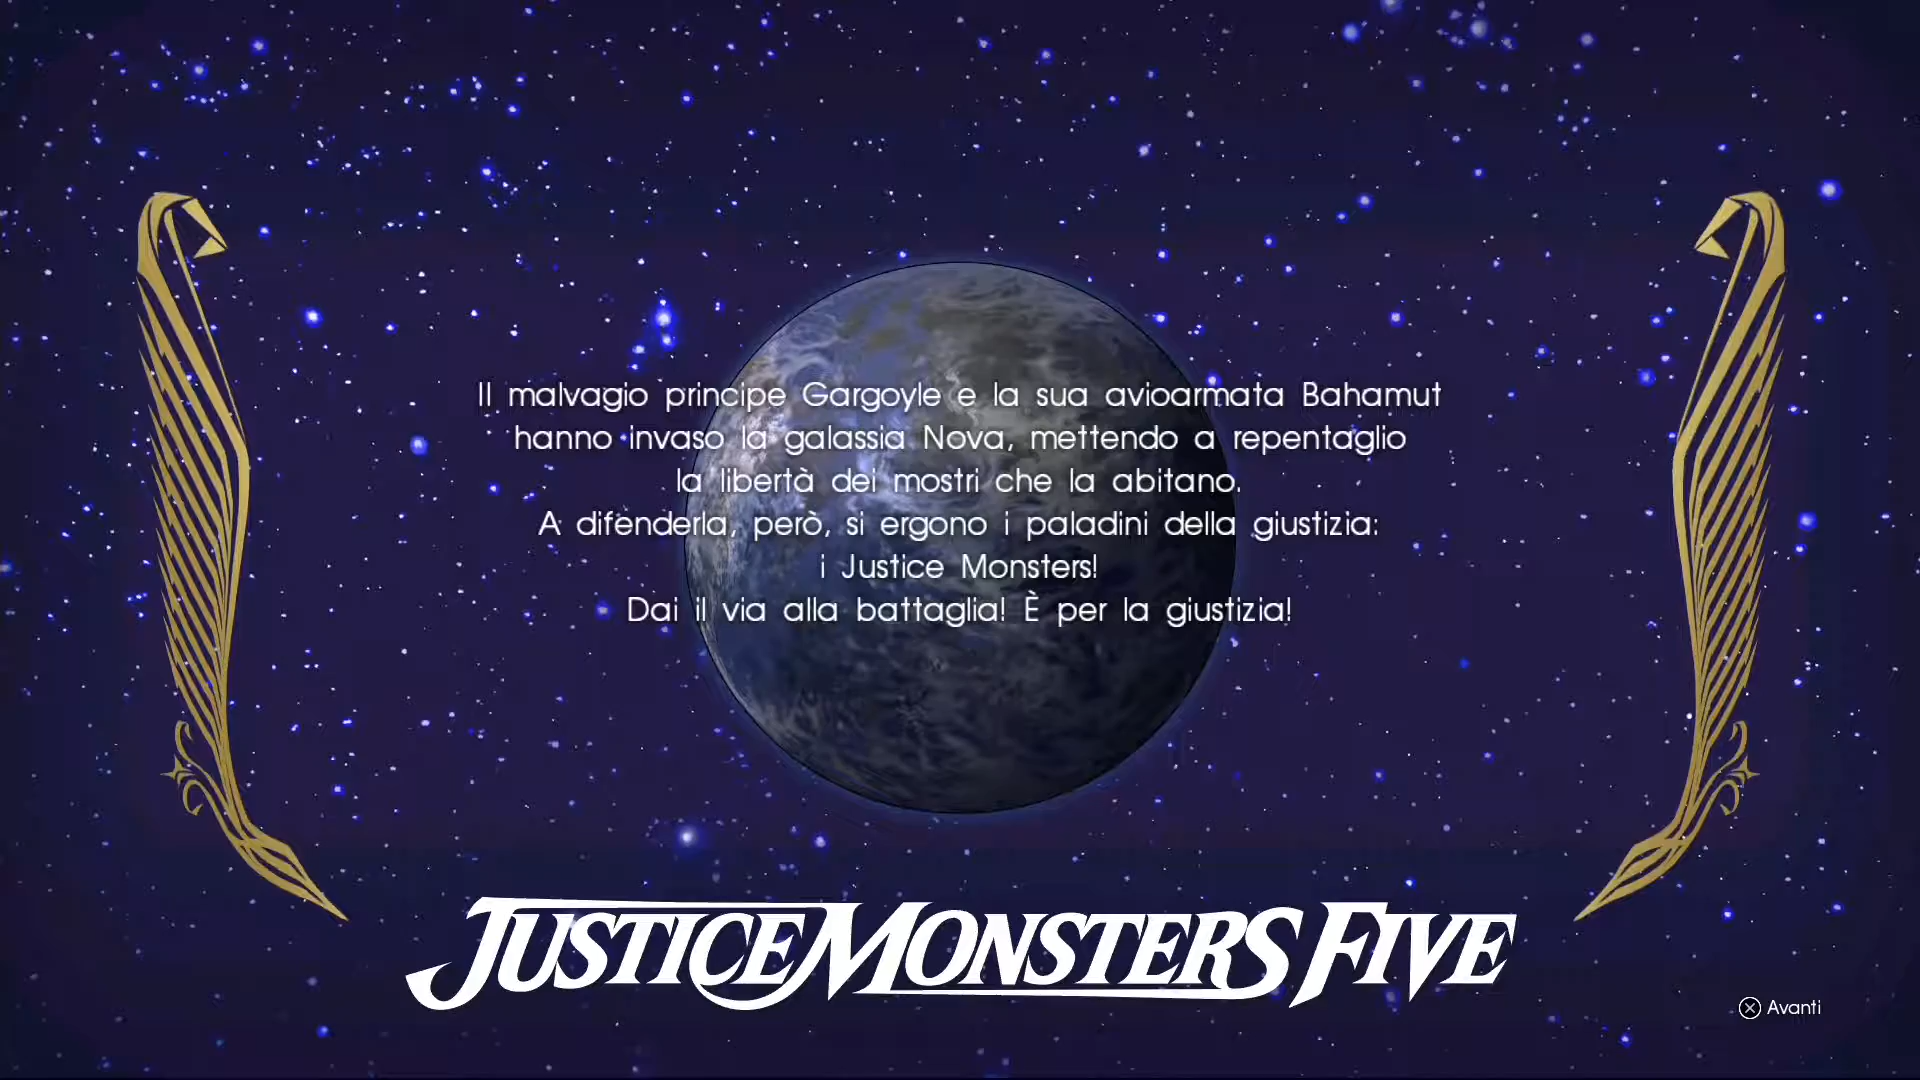 Il malvagio principe Gargoyle e la sua avioarmata Bahamut
hanno invaso la galassia Nova, mettendo a repentaglio
la libertà dei mostri che la abitano.
A difenderla, però, si ergono i paladini della giustizia:
i Justice Monsters!
Dai il via alla battaglia! È per la giustizia!
JUSTICE MONSTERS FIVE
Avanti